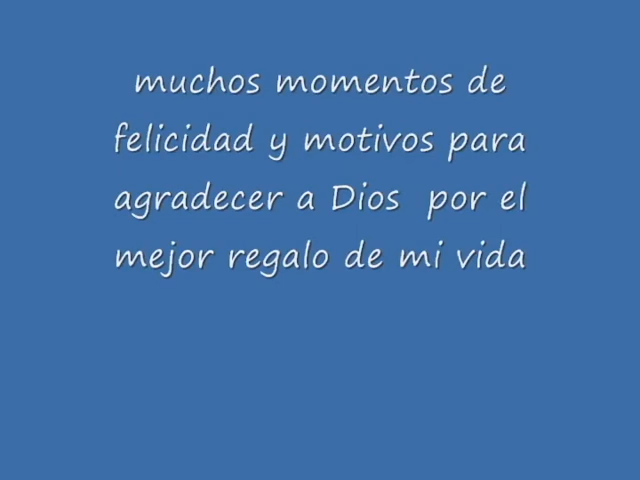 muchos momentos de
felicidad y motivos para
agradecer a Dios  por el
mejor regalo de mi vida